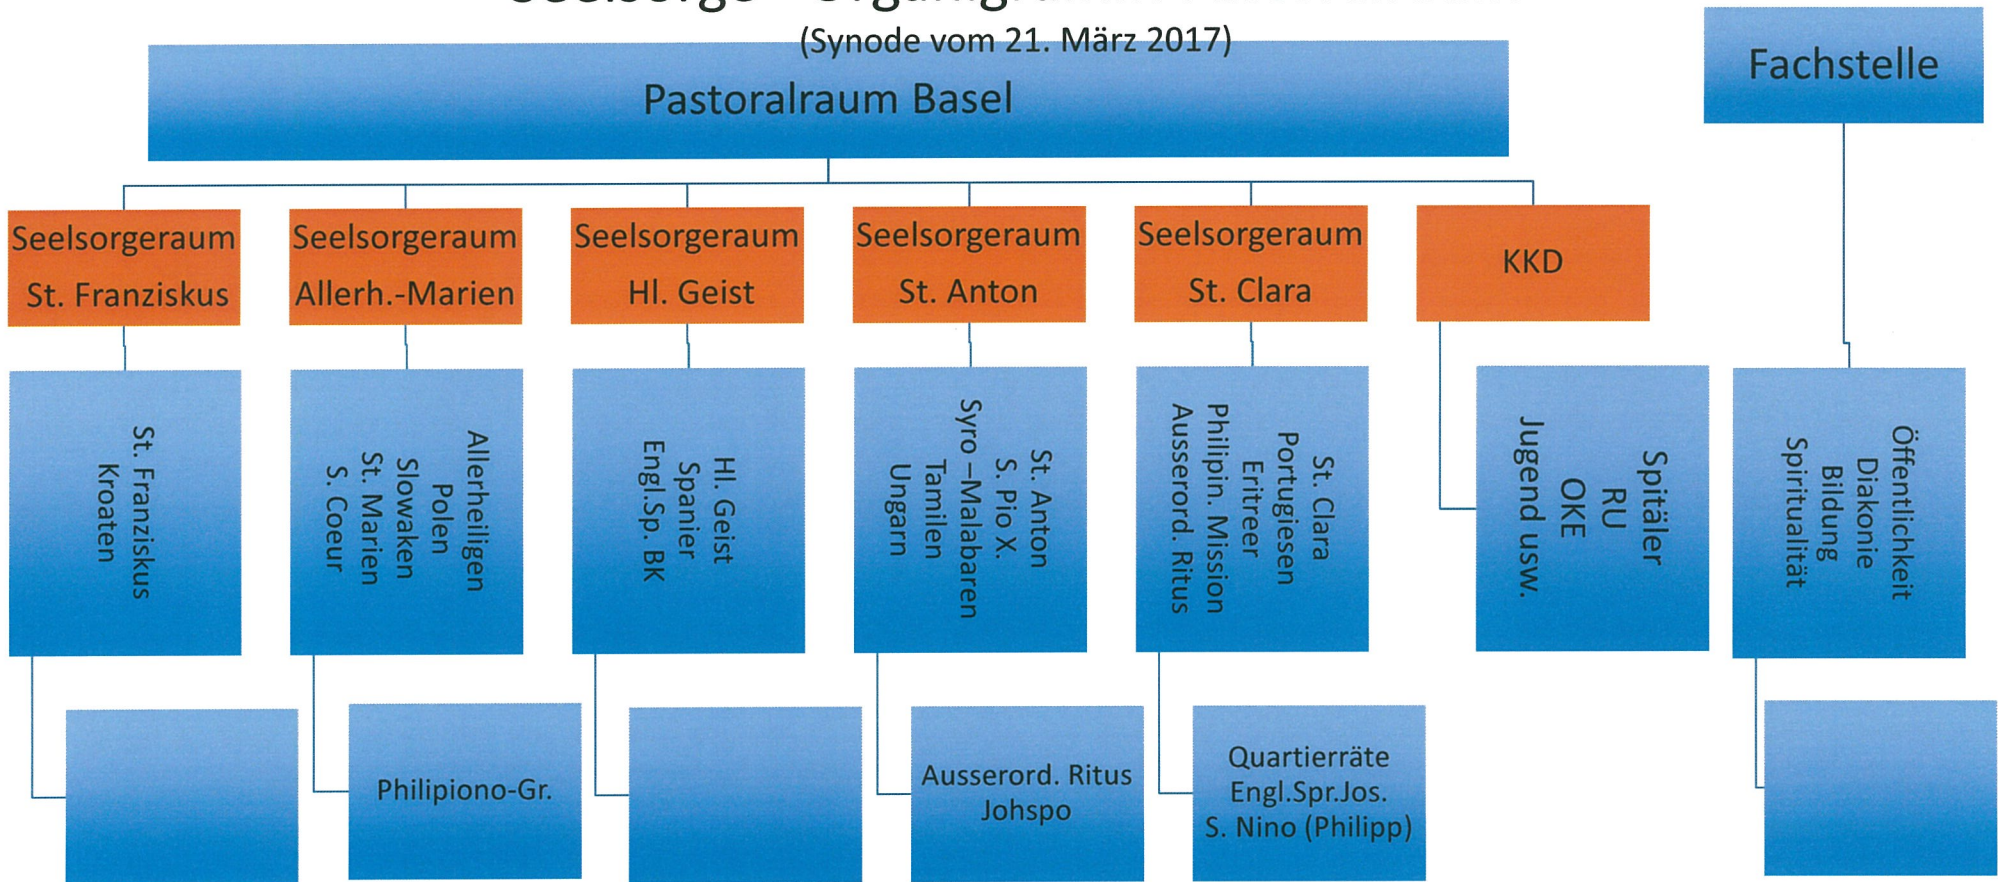 (Synode vom 21. März 2017)
Pastoralraum Basel
Fachstelle
Seelsorgeraum
St. Franziskus
Seelsorgeraum
Allerh.-Marien
Seelsorgeraum
Hl. Geist
Seelsorgeraum
St. Anton
Seelsorgeraum
St. Clara
KKD
St. Franziskus
Kroaten
Allerheiligen
Polen
Slowaken
St. Marien
S. Coeur
Hl. Geist
Spanier
Engl.Sp. BK
St. Anton
S. Pio X.
Syro –Malabaren
Tamilen
Ungarn
St. Clara
Portugiesen
Eritreer
Philipin. Mission
Ausserord. Ritus
Spitäler
RU
OKE
Jugend usw.
Öffentlichkeit
Diakonie
Bildung
Spiritualität
Philipiono-Gr.
Ausserord. Ritus
Johspo
Quartierräte
Engl.Spr.Jos.
S. Nino (Philipp)